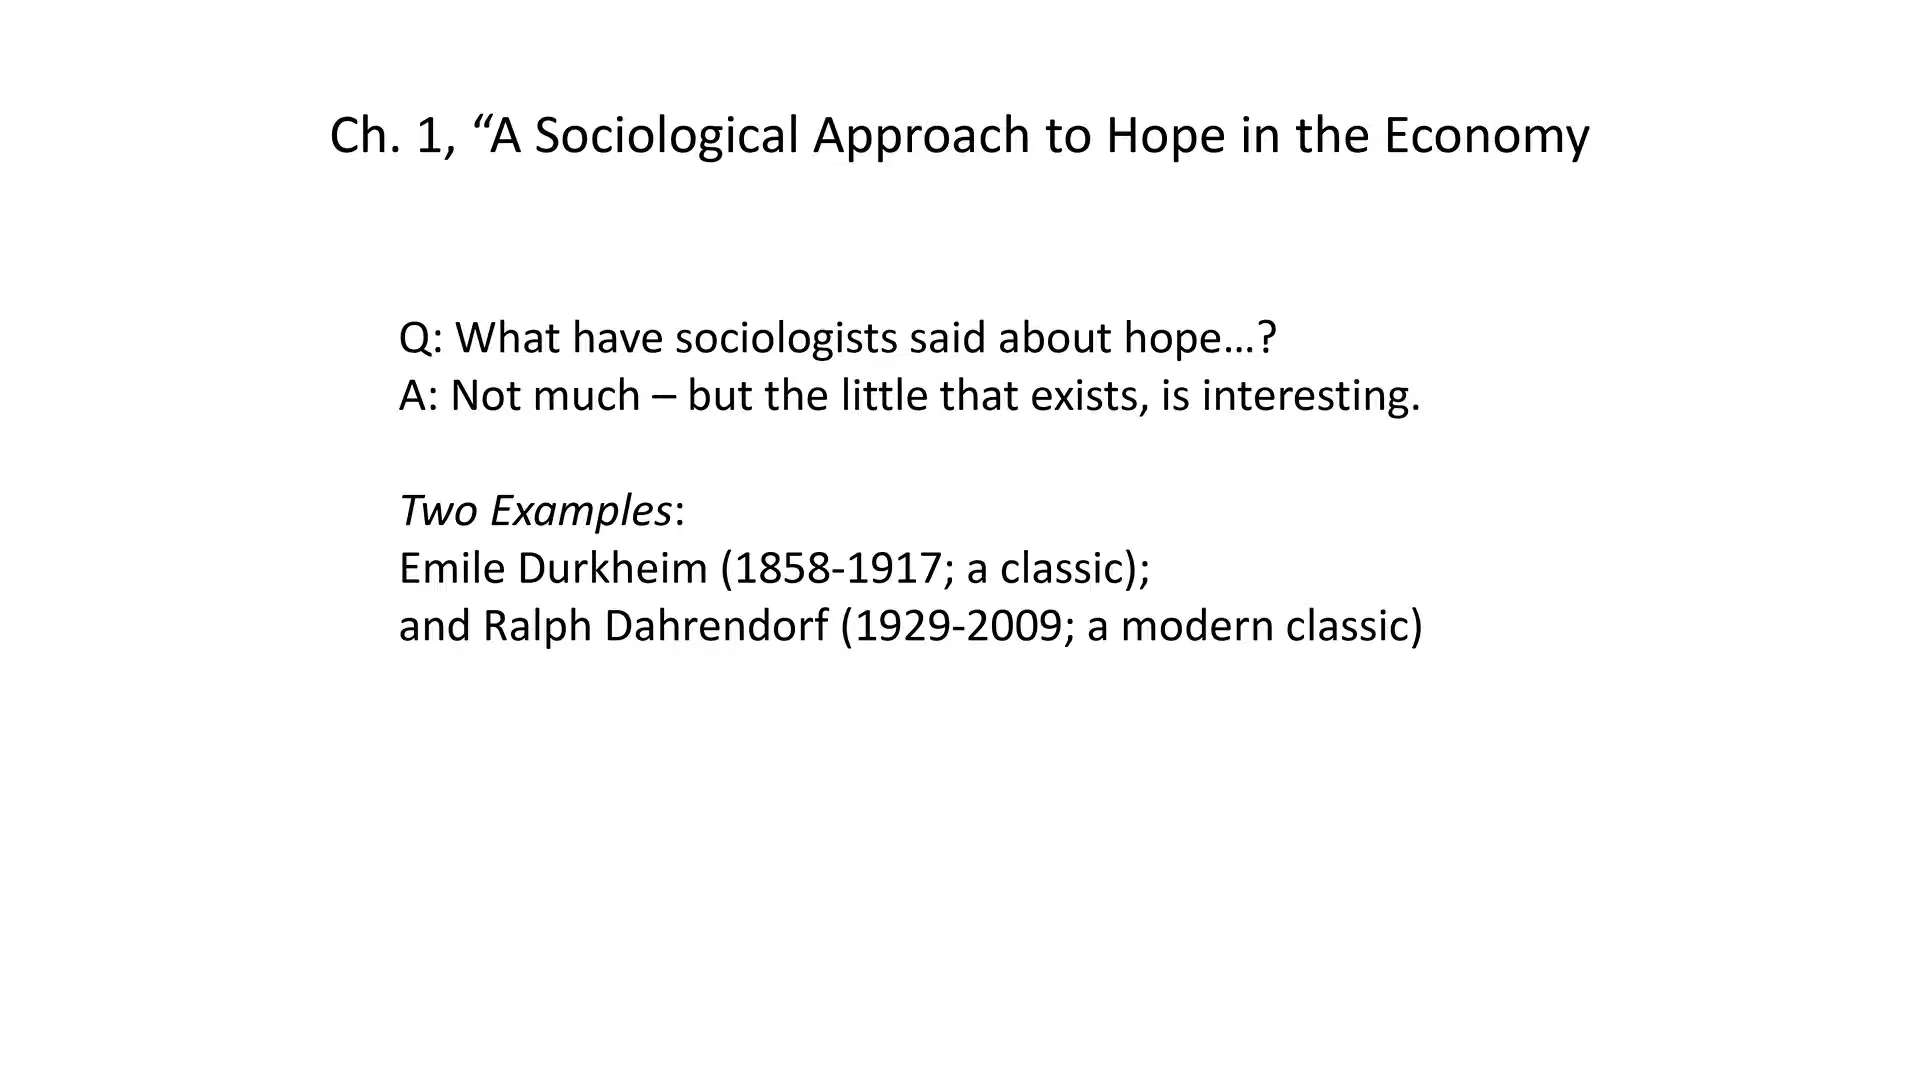 Ch. 1, “A Sociological Approach to Hope in the Economy
Q: What have sociologists said about hope…?
A: Not much – but the little that exists, is interesting.
Two Examples:
Emile Durkheim (1858-1917; a classic);
and Ralph Dahrendorf (1929-2009; a modern classic)